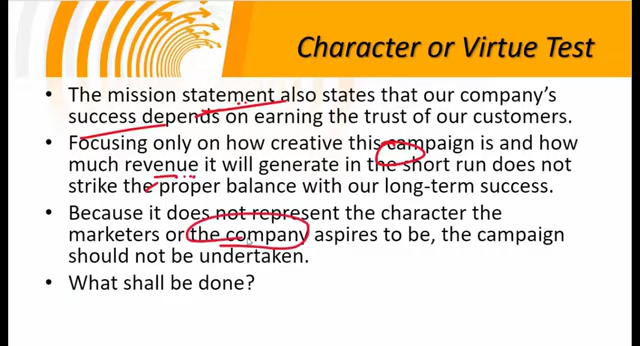 Character or Virtue Test
• The mission statement also states that our company's
success depends on earning the trust of our customers.
• Focusing only on how creative this campaign is and how
much revenue it will generate in the short run does not
strike the proper balance with our long-term success.
• Because it does not represent the character the
marketers or the company aspires to be, the campaign
should not be undertaken.
• What shall be done?